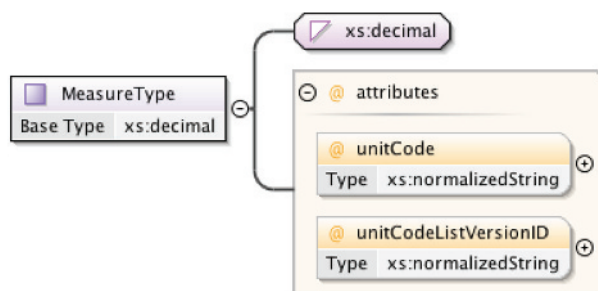 xs:decimal
MeasureType
Base Type xs:decimal
@ attributes
@ unitCode
Type xs:normalizedString
@ unitCodeListVersionID
Type xs:normalizedString